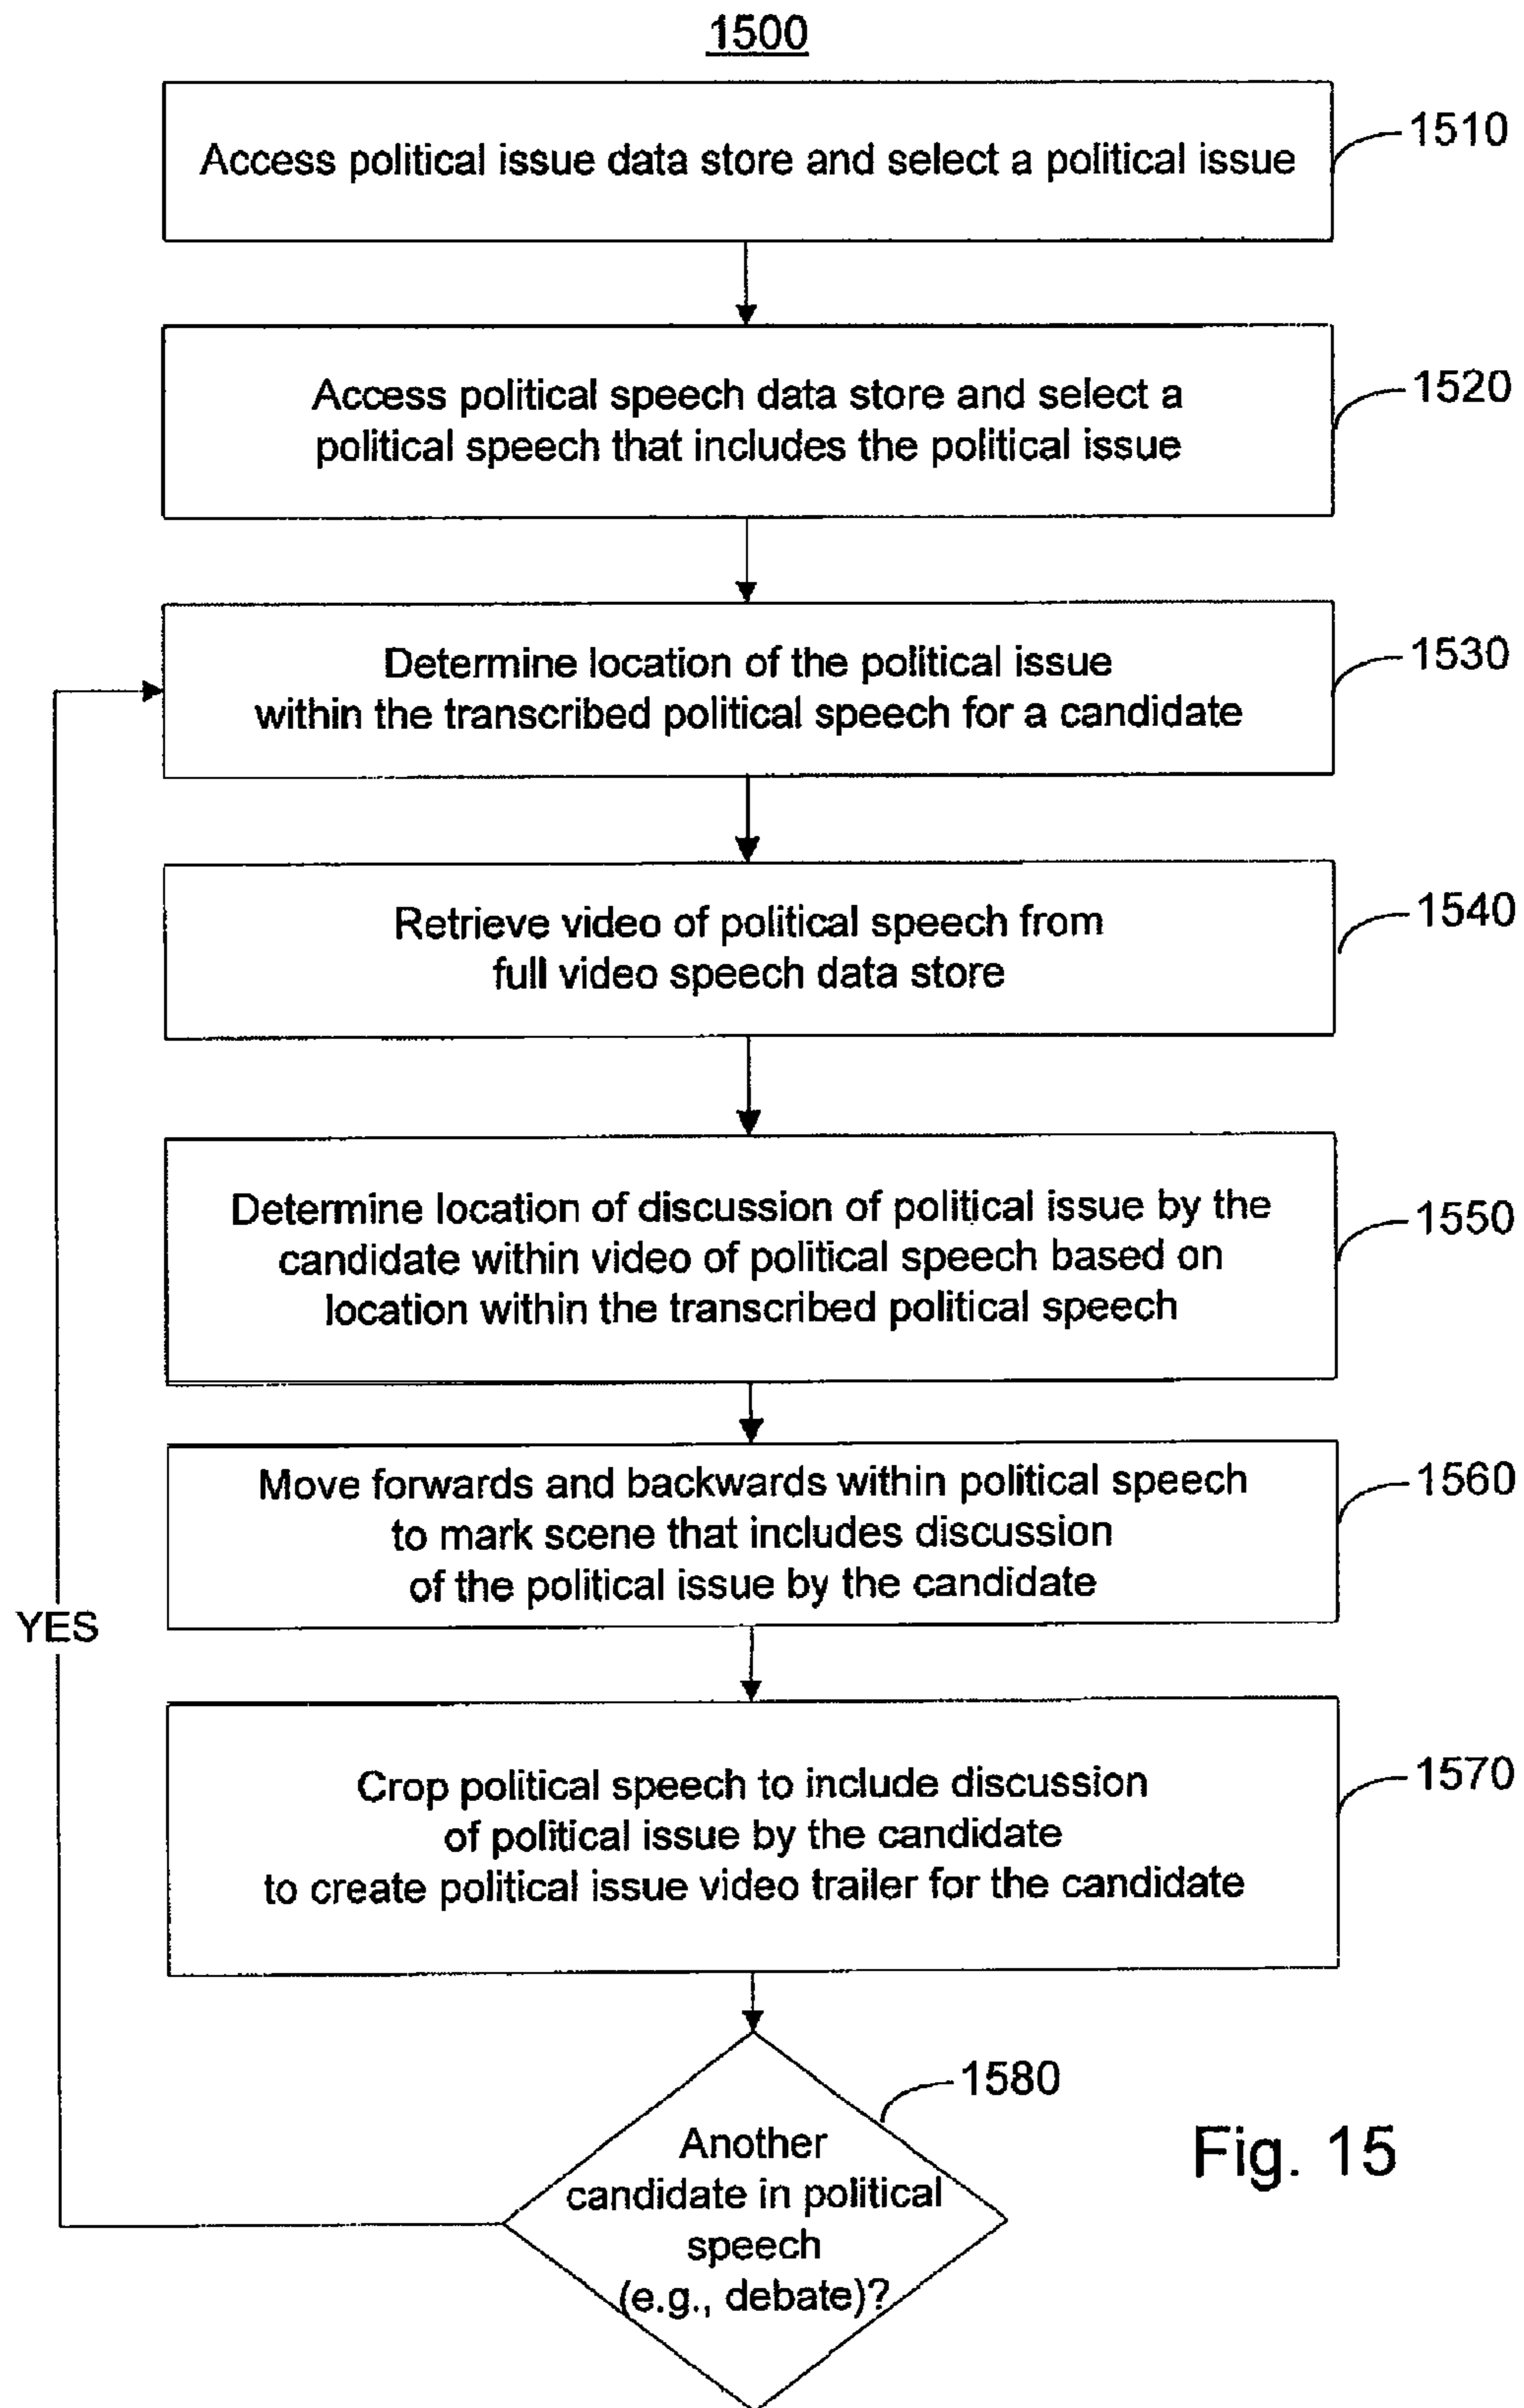 1500
Access political issue data store and select a political issue
1510
Access political speech data store and select a
political speech that includes the political issue
1520
Determine location of the political issue
within the transcribed political speech for a candidate
1530
Retrieve video of political speech from
full video speech data store
1540
Determine location of discussion of political issue by the
candidate within video of political speech based on
location within the transcribed political speech
1550
Move forwards and backwards within political speech
to mark scene that includes discussion
of the political issue by the candidate
1560
YES
Crop political speech to include discussion
of political issue by the candidate
to create political issue video trailer for the candidate
1570
1580
Another
candidate in political
speech
(e.g., debate)?
Fig. 15